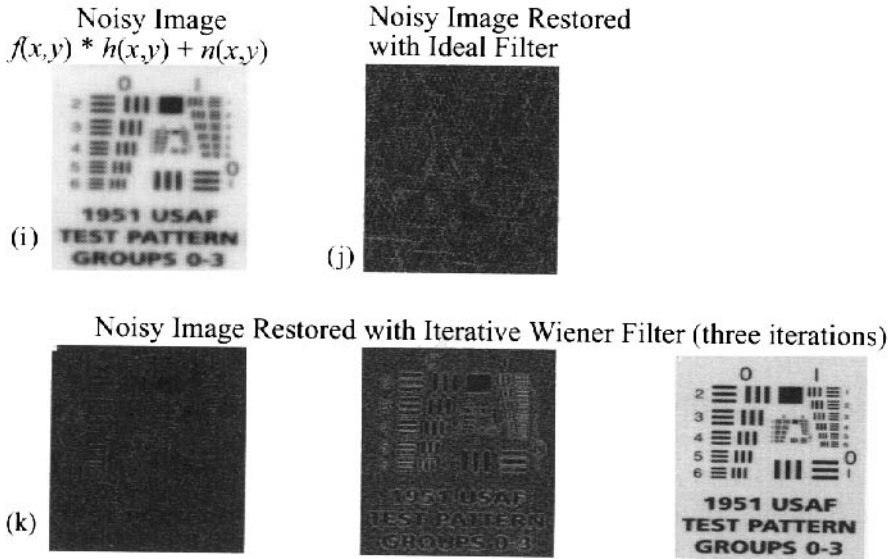 Noisy Image
f(x,y) * h(x,y) + n(x,y)
Noisy Image Restored
with Ideal Filter
0 1
2
3
4
5
6
0
1
1951 USAF
TEST PATTERN
GROUPS 0-3
(i)
(j)
Noisy Image Restored with Iterative Wiener Filter (three iterations)
1951 USAF
TEST PATTERN
GROUPS 0-3
0 1
2 1
3 2
4
5
6
0
1
1951 USAF
TEST PATTERN
GROUPS 0-3
(k)